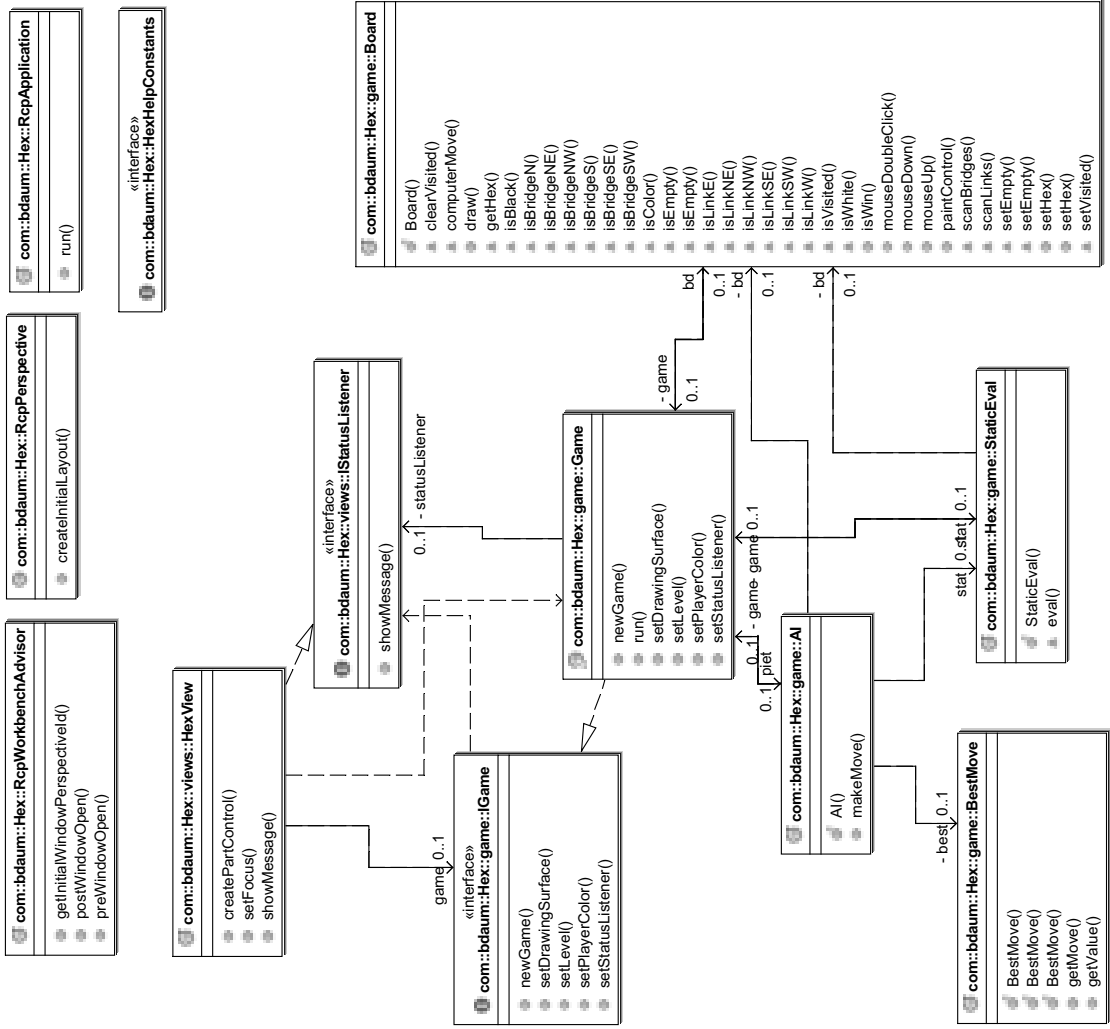 com::bdaum::Hex::RcpWorkbenchAdvisor
getInitialWindowPerspectiveId()
postWindowOpen()
preWindowOpen()
com::bdaum::Hex::RcpPerspective
createInitialLayout()
com::bdaum::Hex::RcpApplication
run()
«interface»
com::bdaum::Hex::HexHelpConstants
com::bdaum::Hex::views::HexView
createPartControl()
setFocus()
showMessage()
«interface»
com::bdaum::Hex::views::IStatusListener
showMessage()
game 0..1
0..1 - statusListener
«interface»
com::bdaum::Hex::game::IGame
newGame()
setDrawingSurface()
setLevel()
setPlayerColor()
setStatusListener()
com::bdaum::Hex::game::Game
newGame()
run()
setDrawingSurface()
setLevel()
setPlayerColor()
setStatusListener()
- game
0..1
bd
0..1
- bd
0..1
- bd
0..1
com::bdaum::Hex::game::Board
Board()
clearVisited()
computerMove()
draw()
getHex()
isBlack()
isBridgeN()
isBridgeNE()
isBridgeNW()
isBridgeS()
isBridgeSE()
isBridgeSW()
isColor()
isEmpty()
isEmpty()
isLinkE()
isLinkNE()
isLinkNW()
isLinkSE()
isLinkSW()
isLinkW()
isVisited()
isWhite()
isWin()
mouseDoubleClick()
mouseDown()
mouseUp()
paintControl()
scanBridges()
scanLinks()
setEmpty()
setEmpty()
setHex()
setHex()
setVisited()
0..1 - game- game 0..1
0..1 piet
com::bdaum::Hex::game::AI
AI()
makeMove()
stat 0..stat 0..1
com::bdaum::Hex::game::StaticEval
StaticEval()
eval()
- best 0..1
com::bdaum::Hex::game::BestMove
BestMove()
BestMove()
BestMove()
getMove()
getValue()